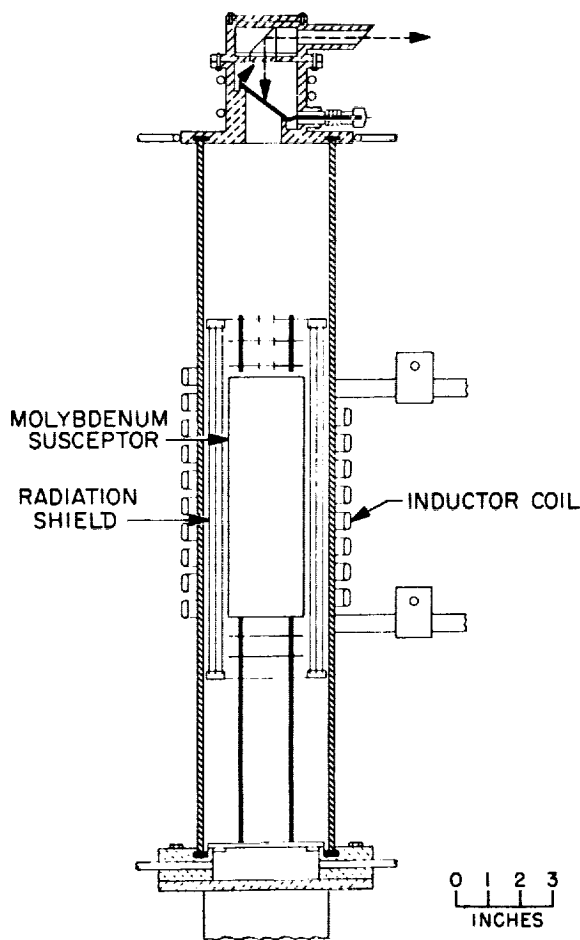 MOLYBDENUM
SUSCEPTOR
RADIATION
SHIELD
INDUCTOR COIL
0 1 2 3
INCHES